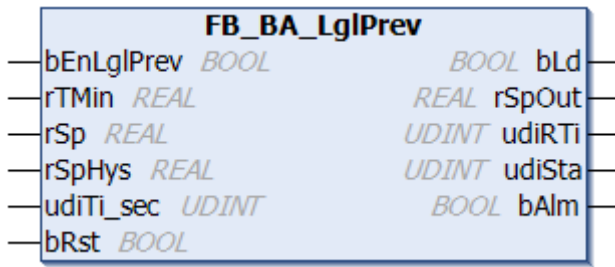 FB_BA_LglPrev
bEnLglPrev BOOL BOOL bLd
rTMin REAL REAL rSpOut
rSp REAL UDINT udiRTi
rSpHys REAL UDINT udiSta
udiTi_sec UDINT BOOL bAlm
bRst BOOL